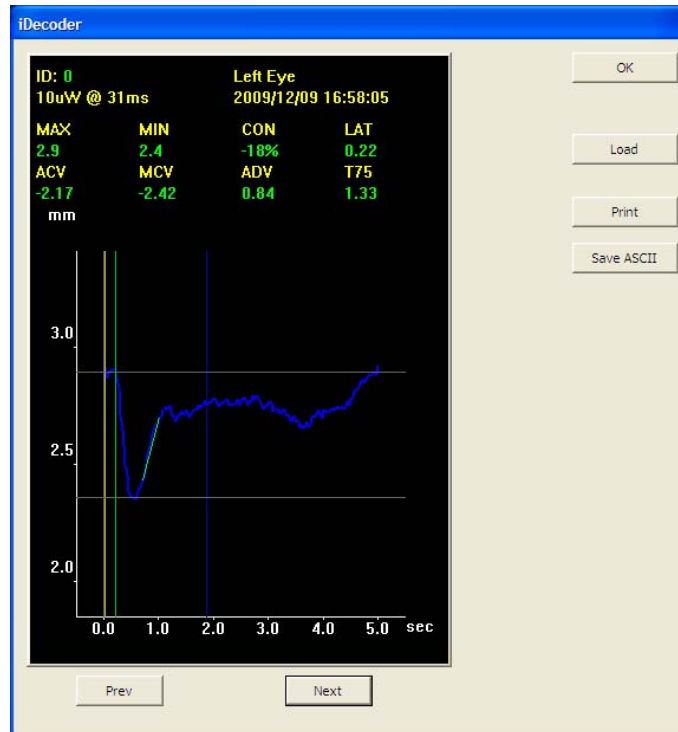 iDecoder
ID: 0 Left Eye
10uW @ 31ms 2009/12/09 16:58:05
MAX MIN CON LAT
2.9 2.4 -18% 0.22
ACV MCV ADV T75
-2.17 -2.42 0.84 1.33
mm
3.0
2.5
2.0
0.0 1.0 2.0 3.0 4.0 5.0 sec
OK
Load
Print
Save ASCII
Prev Next